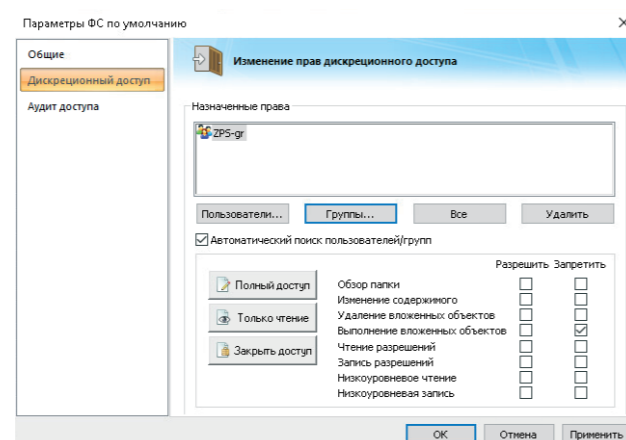 Параметры ФС по умолчанию
Общие
Дискреционный доступ
Аудит доступа
Изменение прав дискреционного доступа
Назначенные права
ZPS-gr
Пользователи... Группы... Все Удалить
Автоматический поиск пользователей/групп
Разрешить Запретить
Полный доступ
Только чтение
Закрыть доступ
Обзор папки
Изменение содержимого
Удаление вложенных объектов
Выполнение вложенных объектов
Чтение разрешений
Запись разрешений
Низкоуровневое чтение
Низкоуровневая запись
OK Отмена Применить